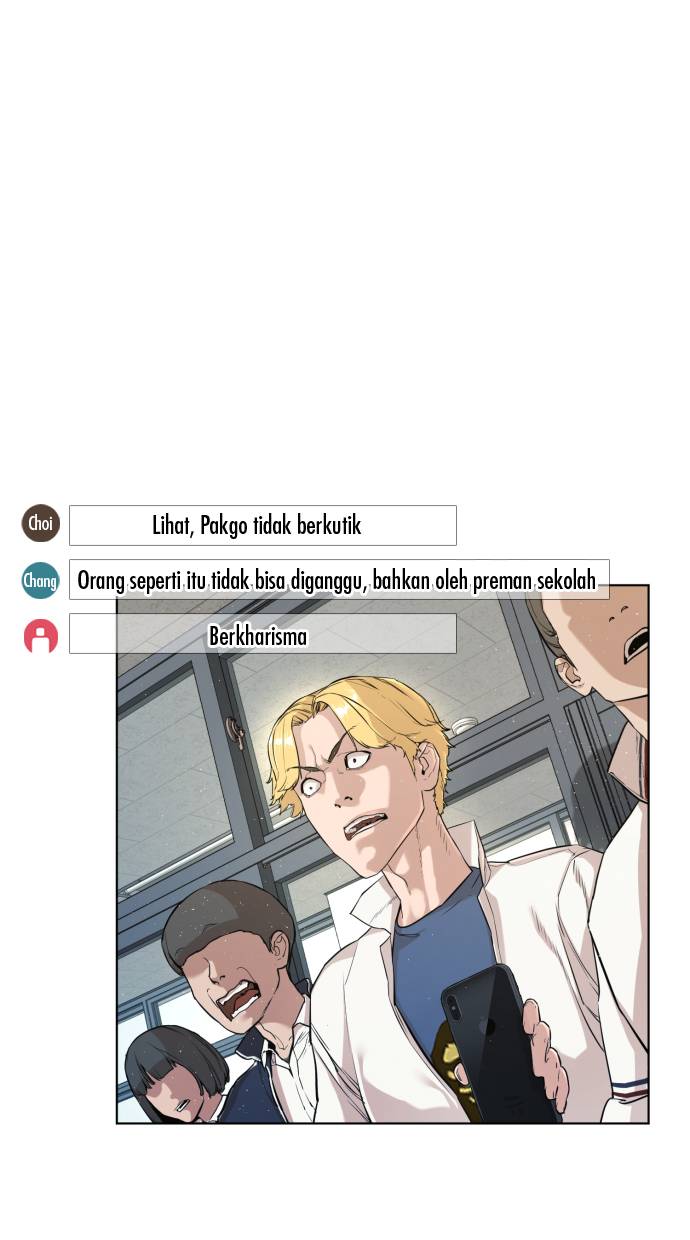 Choi
Lihat, Pakgo tidak berkutik
Chang
Orang seperti itu tidak bisa diganggu, bahkan oleh preman sekolah
Berkharisma